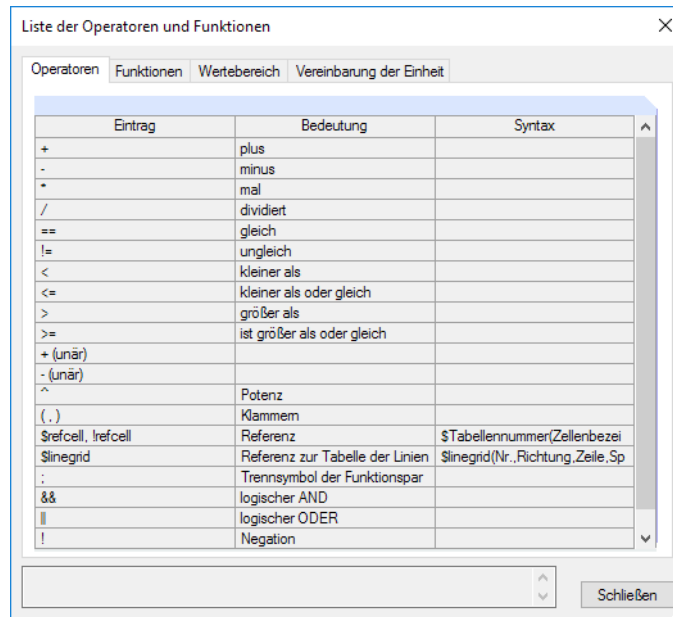 Liste der Operatoren und Funktionen
Operatoren Funktionen Wertebereich Vereinbarung der Einheit
Eintrag Bedeutung Syntax
+ plus
- minus
* mal
/ dividiert
== gleich
!= ungleich
< kleiner als
<= kleiner als oder gleich
> größer als
>= ist größer als oder gleich
+ (unär)
- (unär)
^ Potenz
( , ) Klammern
$refcell, !refcell Referenz $Tabellennummer(Zellenbezei
$linegrid Referenz zur Tabelle der Linien $linegrid(Nr.,Richtung,Zeile,Sp
; Trennsymbol der Funktionspar
&& logischer AND
|| logischer ODER
! Negation
Schließen